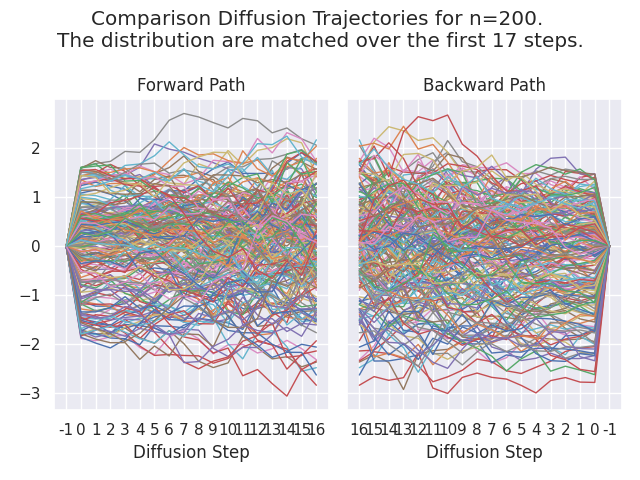 Comparison Diffusion Trajectories for n=200.
The distribution are matched over the first 17 steps.
Forward Path
Backward Path
2
1
0
−1
−2
−3
-1 0 1 2 3 4 5 6 7 8 9 10 11 12 13 14 15 16
16 15 14 13 12 11 10 9 8 7 6 5 4 3 2 1 0 -1
Diffusion Step
Diffusion Step